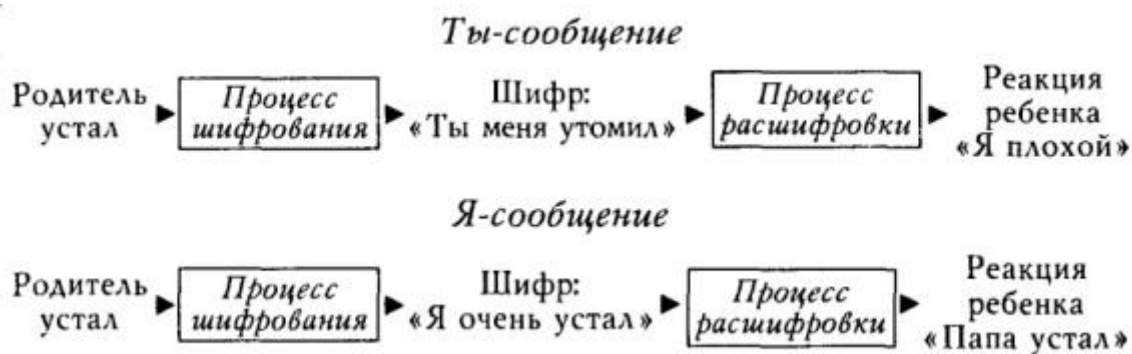 Ты-сообщение
Родитель устал
Процесс шифрования
Шифр: «Ты меня утомил»
Процесс расшифровки
Реакция ребенка «Я плохой»
Я-сообщение
Родитель устал
Процесс шифрования
Шифр: «Я очень устал»
Процесс расшифровки
Реакция ребенка «Папа устал»